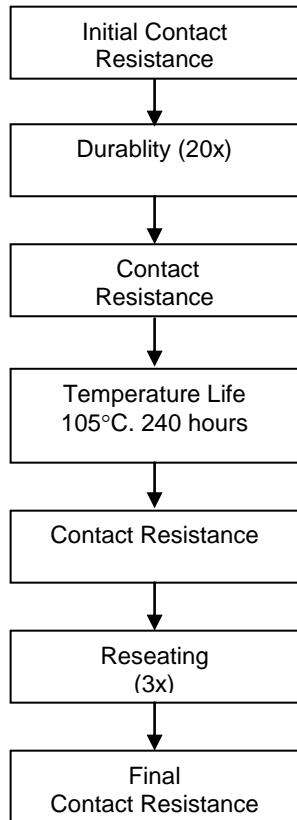 Initial Contact
Resistance
Durablity (20x)
Contact
Resistance
Temperature Life
105°C. 240 hours
Contact Resistance
Reseating
(3x)
Final
Contact Resistance